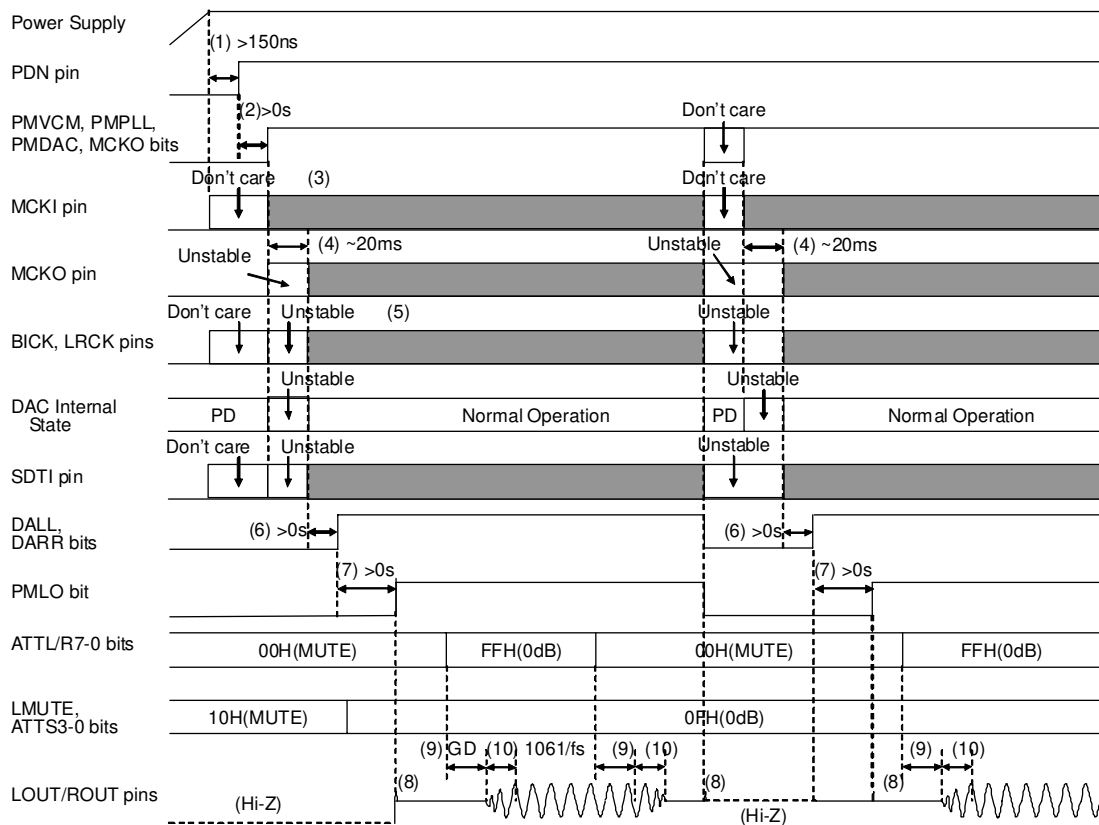 Power Supply
(1) >150ns
PDN pin
(2)>0s
Don't care
PMVCM, PMPLL,
PMDAC, MCKO bits
Don't care (3) Don't care
MCKI pin
(4) ~20ms Unstable (4) ~20ms
Unstable
MCKO pin
Don't care Unstable (5) Unstable
BICK, LRCK pins
Unstable Unstable
DAC Internal
State
PD Normal Operation PD Normal Operation
Don't care Unstable Unstable
SDTI pin
(6) >0s (6) >0s
DALL,
DARR bits
(7) >0s (7) >0s
PMLO bit
ATTL/R7-0 bits
00H(MUTE) FFH(0dB) 00H(MUTE) FFH(0dB)
LMUTE,
ATTS3-0 bits
10H(MUTE) 0FH(0dB)
(9) GD (10) 1061/fs (9) (10) (9) (10)
(8) (8) (8)
LOUT/ROUT pins
(Hi-Z) (Hi-Z)